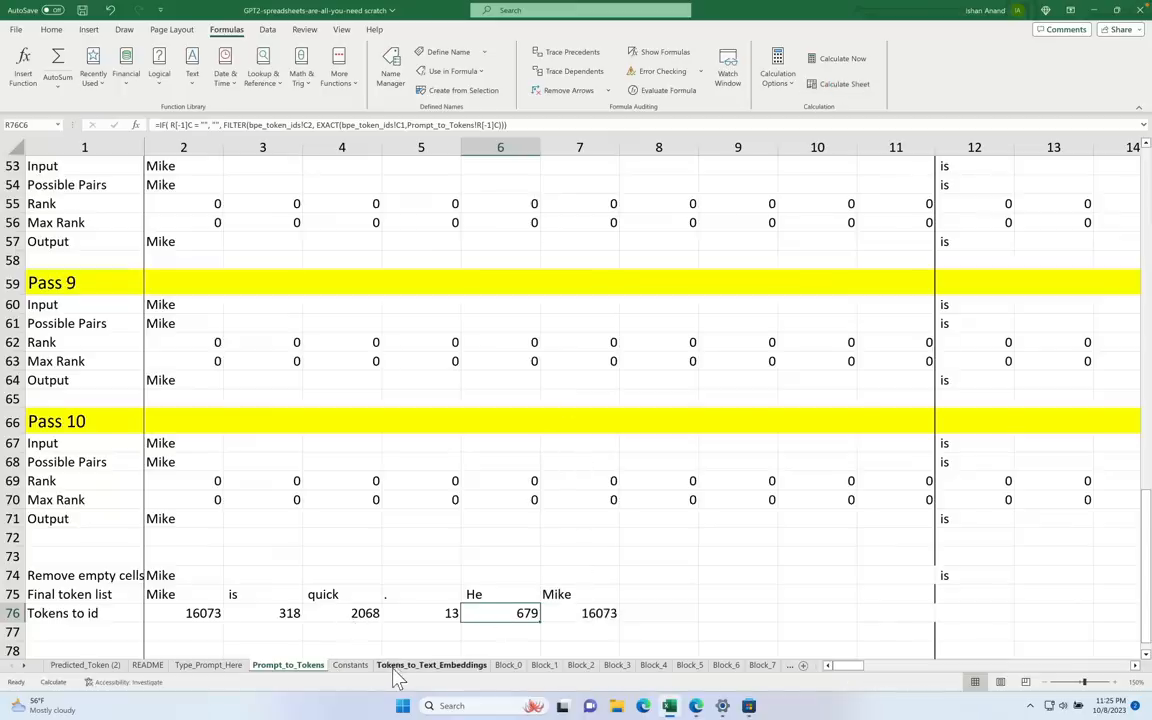 AutoSave Off GPT2-spreadsheets-are-all-you-need scratch Search Ishan Anand IA
File Home Insert Draw Page Layout Formulas Data Review View Help Comments Share
Insert Function AutoSum Recently Used Financial Logical Text Date & Time Lookup & Reference Math & Trig More Functions
Function Library
Name Manager Define Name Use in Formula Create from Selection
Defined Names
Trace Precedents Trace Dependents Remove Arrows Show Formulas Error Checking Evaluate Formula Watch Window
Formula Auditing
Calculation Options Calculate Now Calculate Sheet
Calculation
R76C6 fx =IF( R[-1]C = "", "", FILTER(bpe_token_ids!C2, EXACT(bpe_token_ids!C1,Prompt_to_Tokens!R[-1]C)))
1 2 3 4 5 6 7 8 9 10 11 12 13 14
53 Input Mike is
54 Possible Pairs Mike is
55 Rank 0 0 0 0 0 0 0 0 0 0 0 0
56 Max Rank 0 0 0 0 0 0 0 0 0 0 0 0
57 Output Mike is
58
59 Pass 9
60 Input Mike is
61 Possible Pairs Mike is
62 Rank 0 0 0 0 0 0 0 0 0 0 0 0
63 Max Rank 0 0 0 0 0 0 0 0 0 0 0 0
64 Output Mike is
65
66 Pass 10
67 Input Mike is
68 Possible Pairs Mike is
69 Rank 0 0 0 0 0 0 0 0 0 0 0 0
70 Max Rank 0 0 0 0 0 0 0 0 0 0 0 0
71 Output Mike is
72
73
74 Remove empty cells Mike is
75 Final token list Mike is quick . He Mike
76 Tokens to id 16073 318 2068 13 679 16073
77
78
Predicted_Token (2) README Type_Prompt_Here Prompt_to_Tokens Constants Tokens_to_Text_Embeddings Block_0 Block_1 Block_2 Block_3 Block_4 Block_5 Block_6 Block_7 ...
Ready Calculate Accessibility: Investigate 150%
56°F
Mostly cloudy
Search
11:25 PM
10/8/2023
2